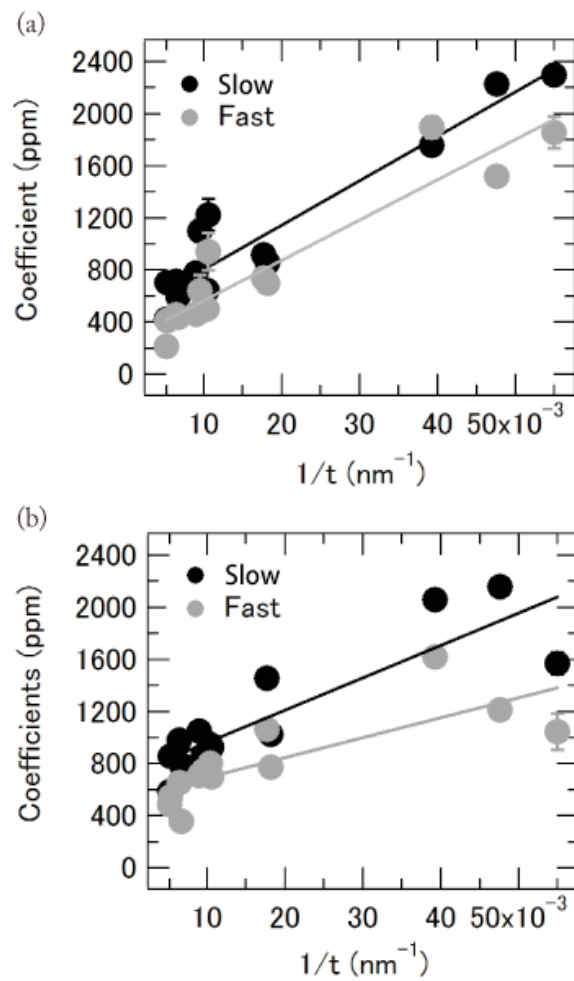 (a)
2400
2000
1600
1200
800
400
0
Coefficient (ppm)
Slow
Fast
10 20 30 40 50x10⁻³
1/t (nm⁻¹)
(b)
2400
2000
1600
1200
800
400
0
Coefficients (ppm)
Slow
Fast
10 20 30 40 50x10⁻³
1/t (nm⁻¹)